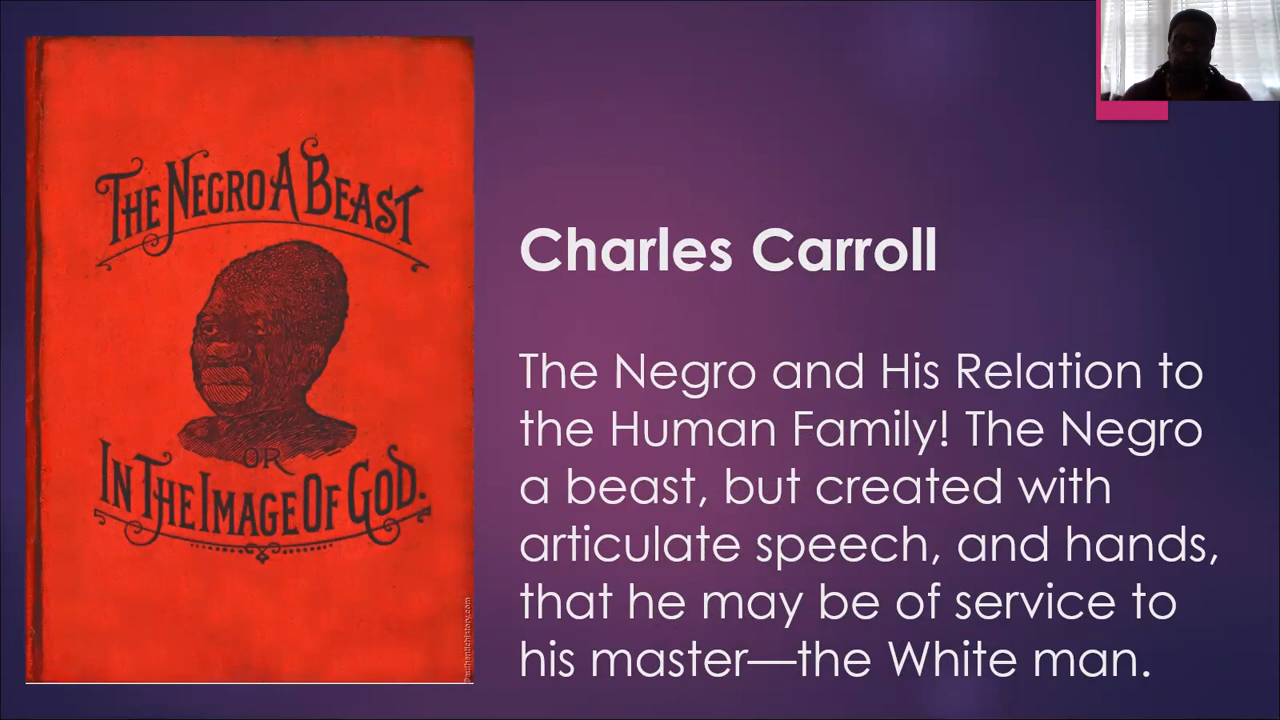 THE NEGRO A BEAST
OR
IN THE IMAGE OF GOD.
Charles Carroll
The Negro and His Relation to
the Human Family! The Negro
a beast, but created with
articulate speech, and hands,
that he may be of service to
his master—the White man.